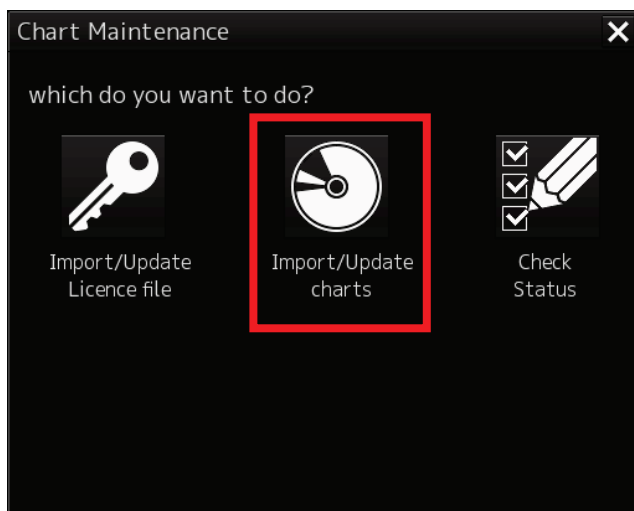 Chart Maintenance
which do you want to do?
Import/Update
Licence file
Import/Update
charts
Check
Status